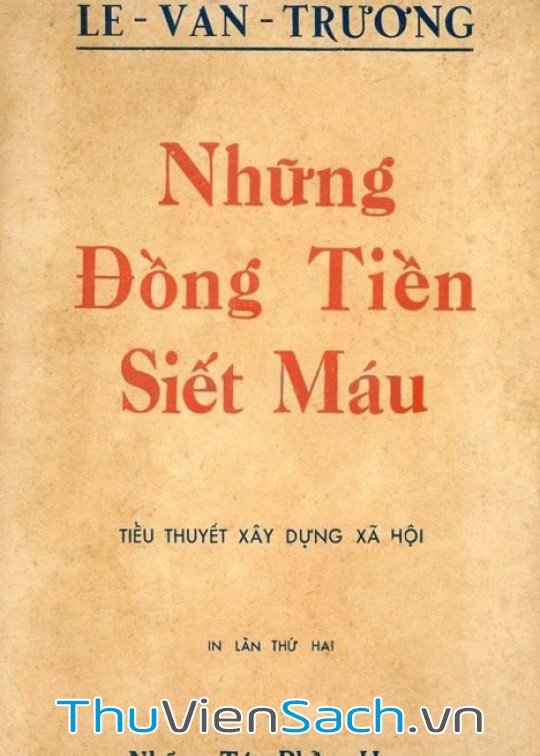 LE - VAN - TRƯƠNG
Những
Đồng Tiền
Siết Máu
TIỂU THUYẾT XÂY DỰNG XÃ HỘI
IN LẦN THỨ HAI
ThuVienSach.vn